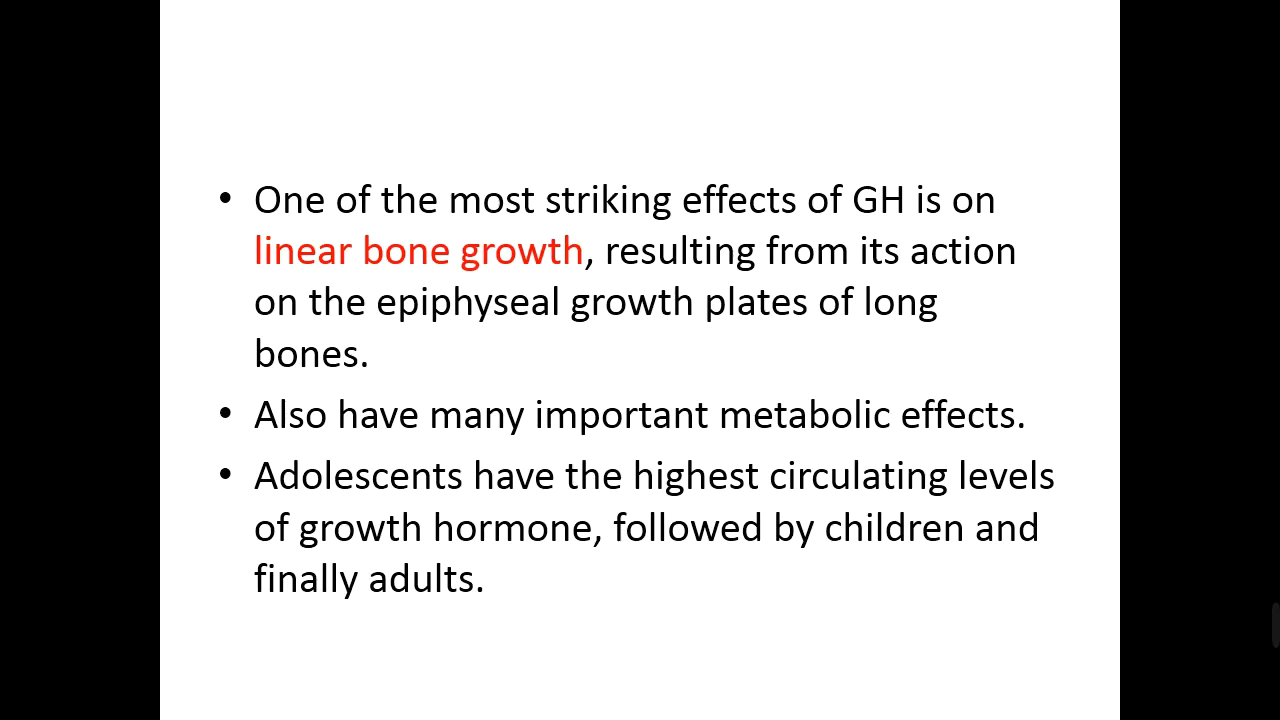 • One of the most striking effects of GH is on
linear bone growth, resulting from its action
on the epiphyseal growth plates of long
bones.
• Also have many important metabolic effects.
• Adolescents have the highest circulating levels
of growth hormone, followed by children and
finally adults.